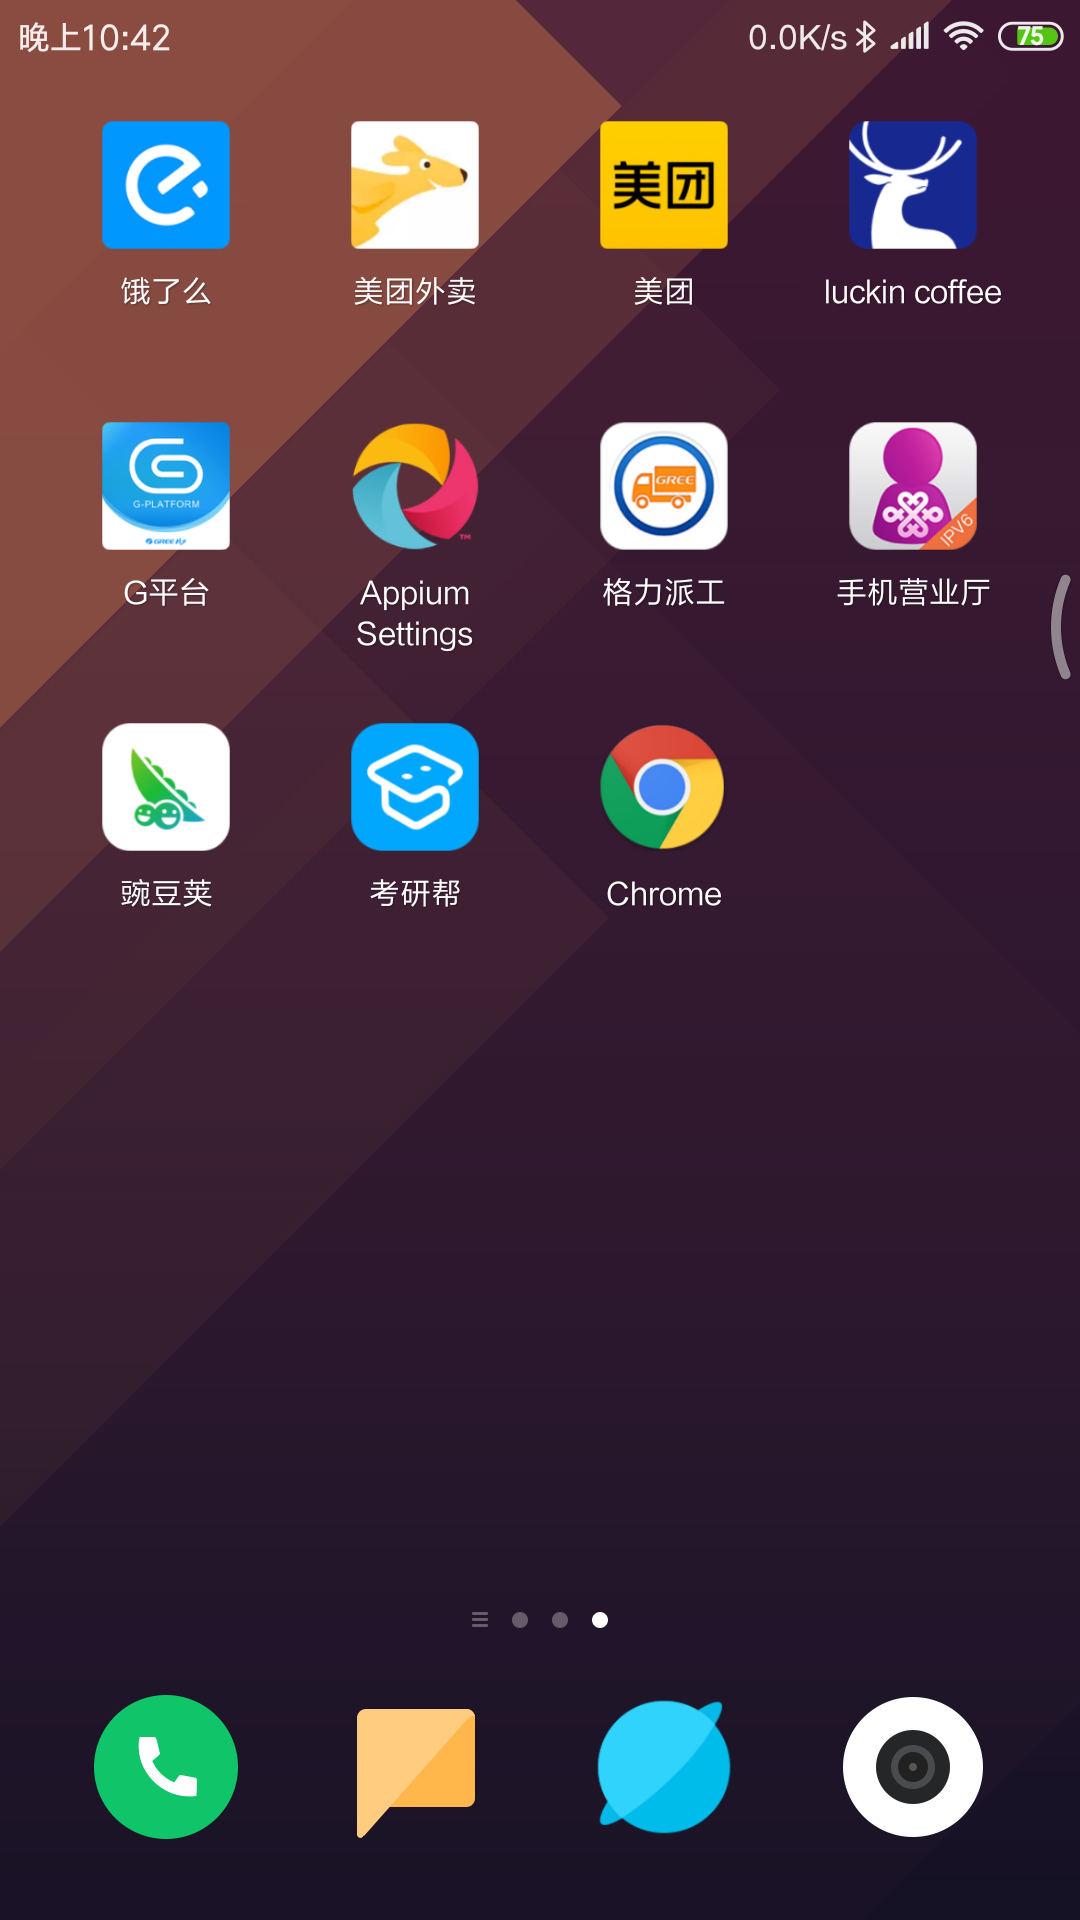 晚上10:42
0.0K/s
75
美团
饿了么
美团外卖
美团
luckin coffee
G-PLATFORM
GREE
GREE
IPV6
TM
G平台
Appium
Settings
格力派工
手机营业厅
豌豆荚
考研帮
Chrome